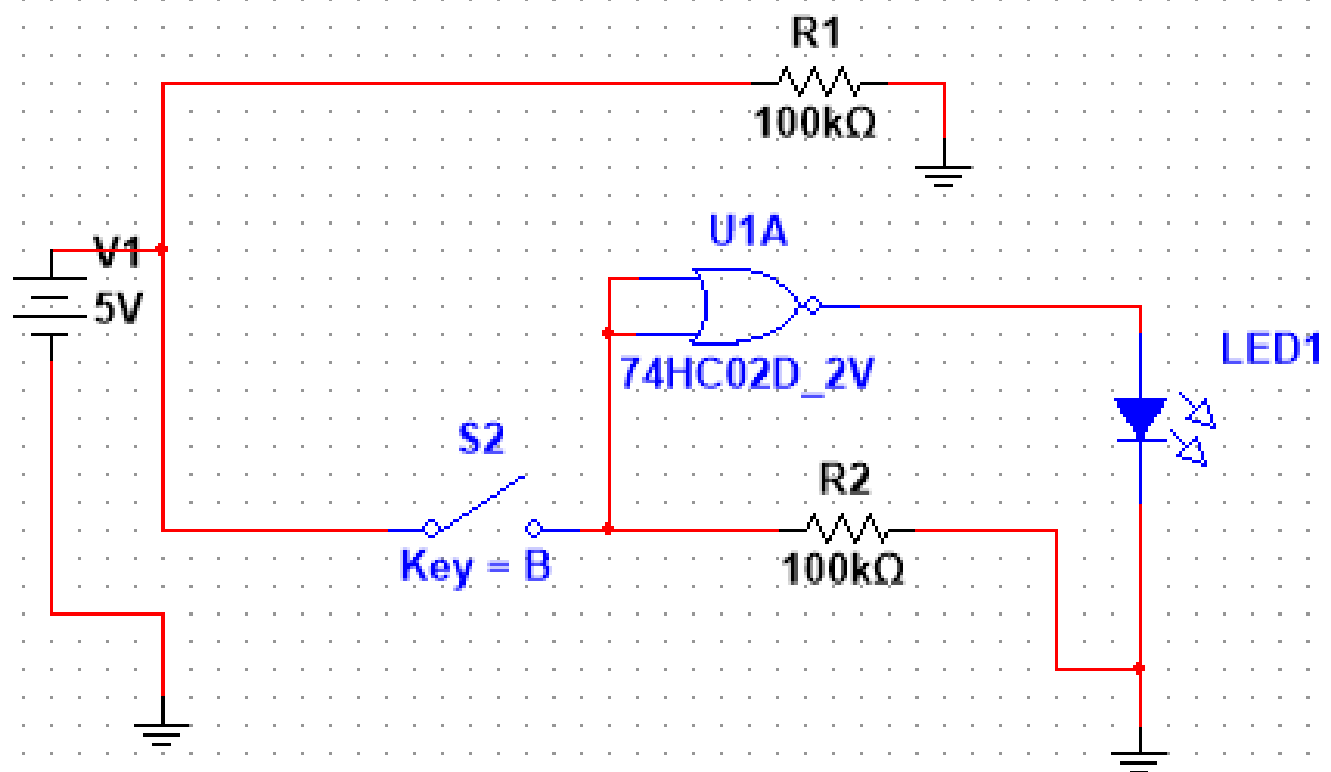 R1
100kΩ
V1
5V
U1A
74HC02D_2V
LED1
S2
Key = B
R2
100kΩ